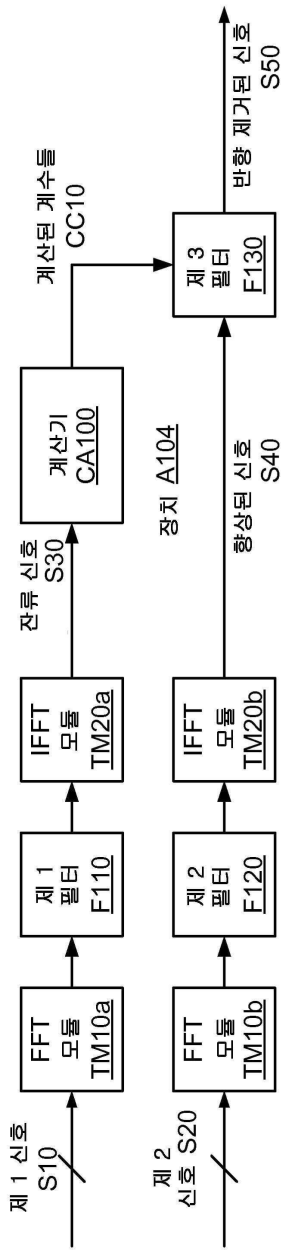 제 1 신호
S10
FFT
모듈
TM10a
제 1
필터
F110
IFFT
모듈
TM20a
잔류 신호
S30
계산기
CA100
계산된 계수들
CC10
장치 A104
제 2
신호 S20
FFT
모듈
TM10b
제 2
필터
F120
IFFT
모듈
TM20b
향상된 신호
S40
제 3
필터
F130
반향 제거된 신호
S50